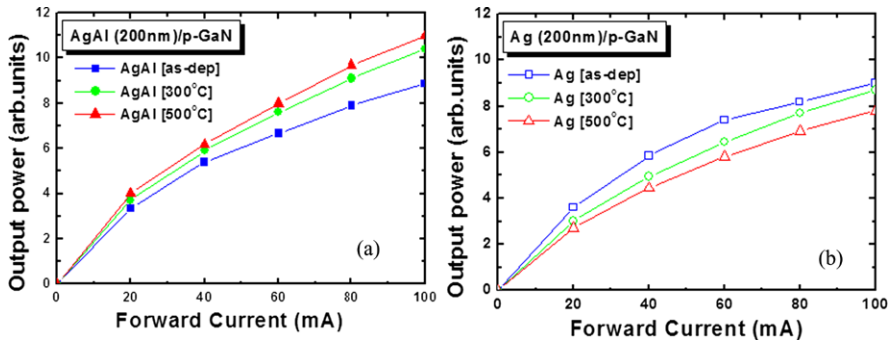 AgAl (200nm)/p-GaN
AgAl [as-dep]
AgAl [300°C]
AgAl [500°C]
Output power (arb.units)
12
10
8
6
4
2
0
(a)
0 20 40 60 80 100
Forward Current (mA)
Ag (200nm)/p-GaN
Ag [as-dep]
Ag [300°C]
Ag [500°C]
Output power (arb.units)
12
10
8
6
4
2
0
(b)
0 20 40 60 80 100
Forward Current (mA)